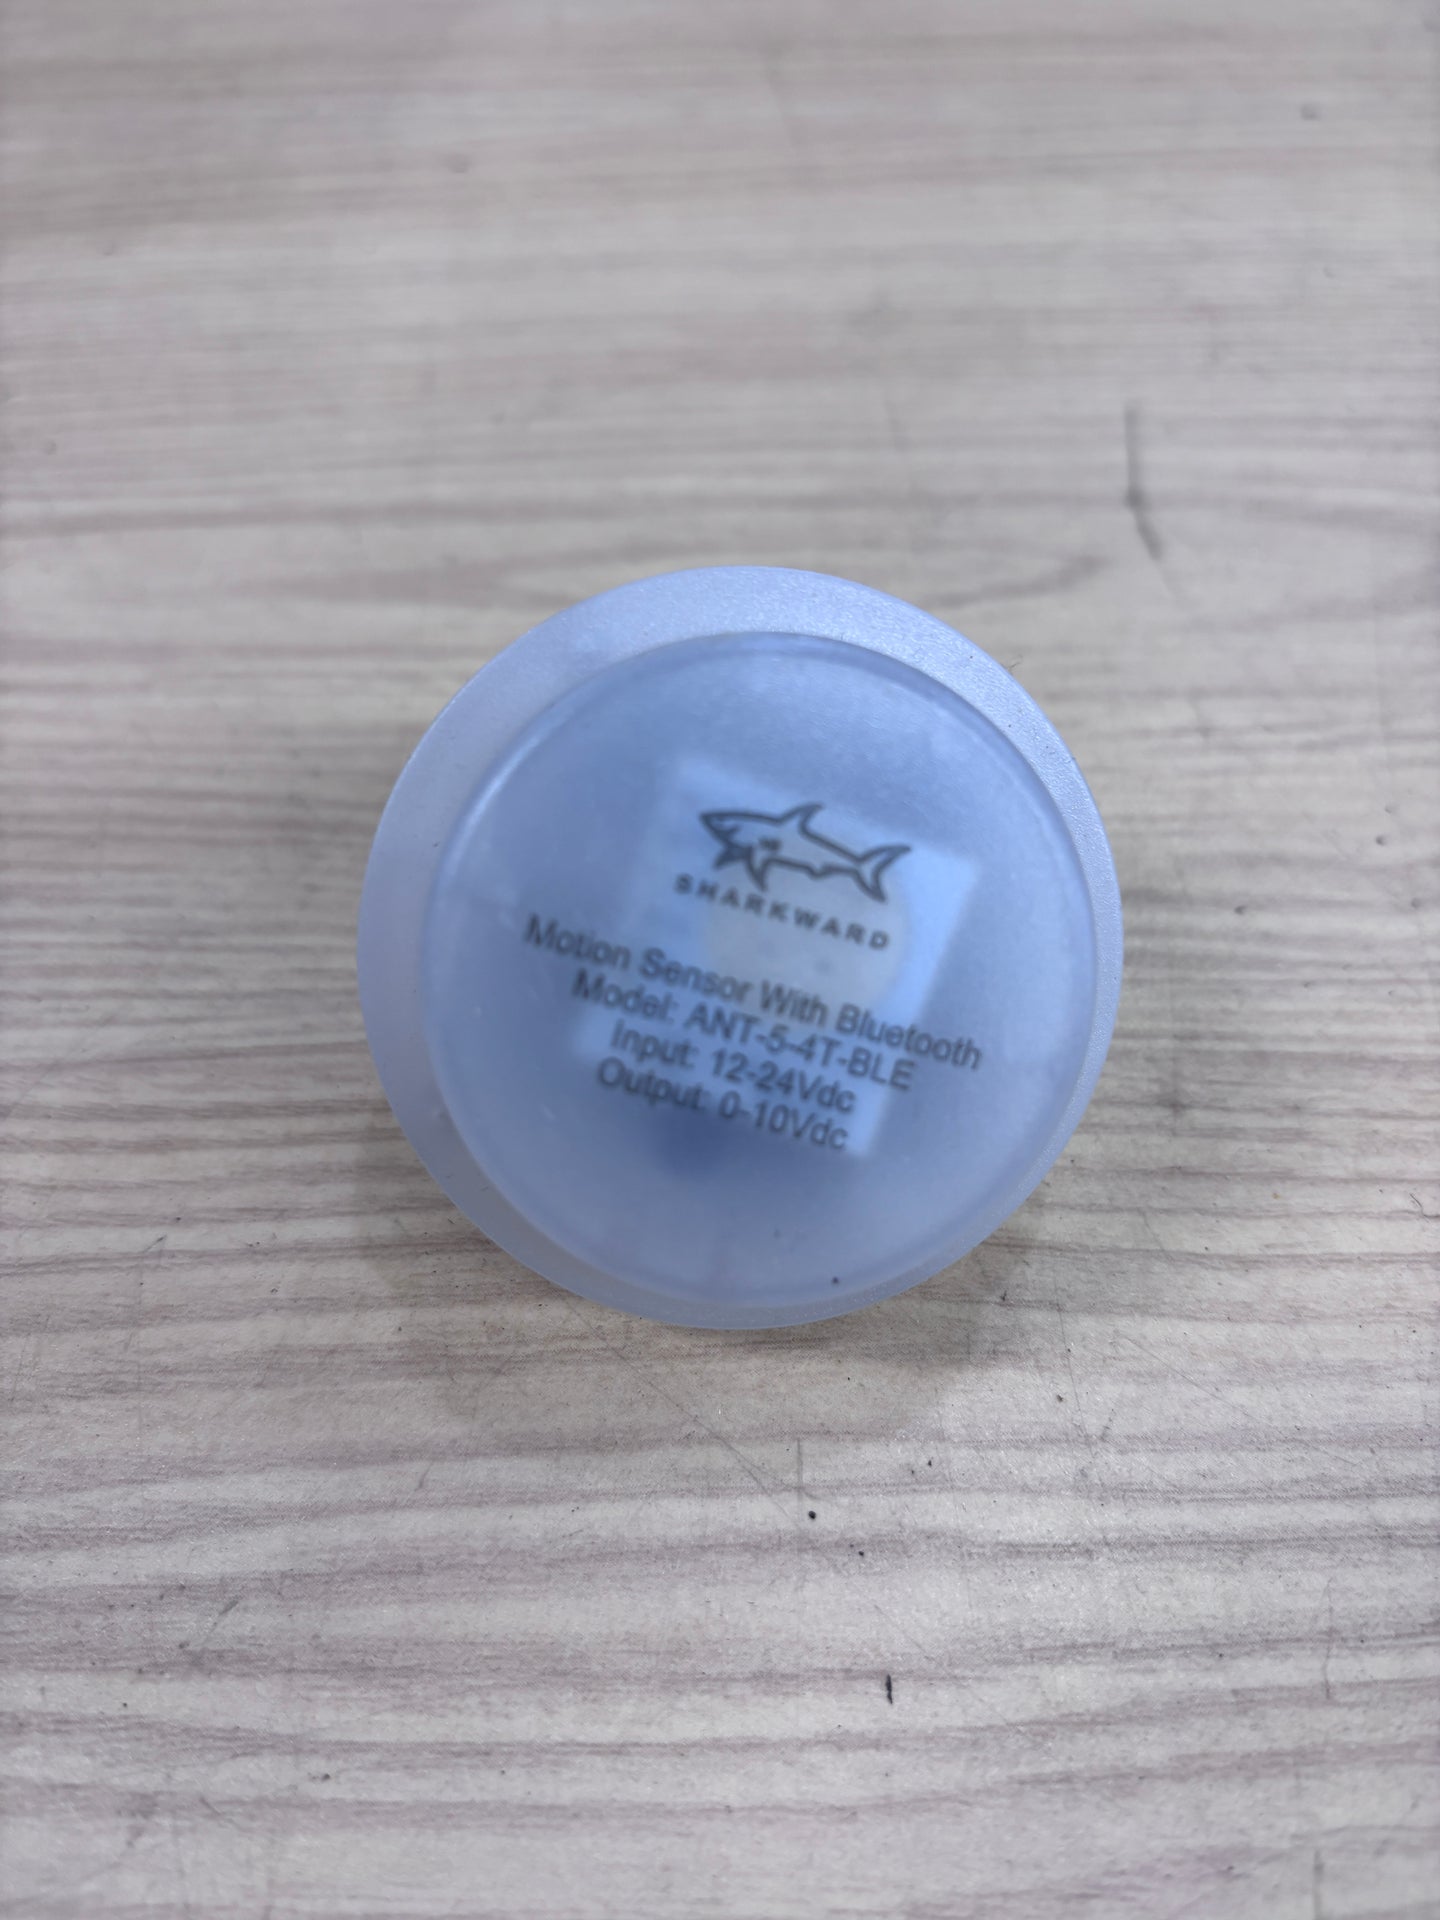 SHARKWARD
Motion Sensor With Bluetooth
Model: ANT-5-4T-BLE
Input: 12-24Vdc
Output: 0-10Vdc